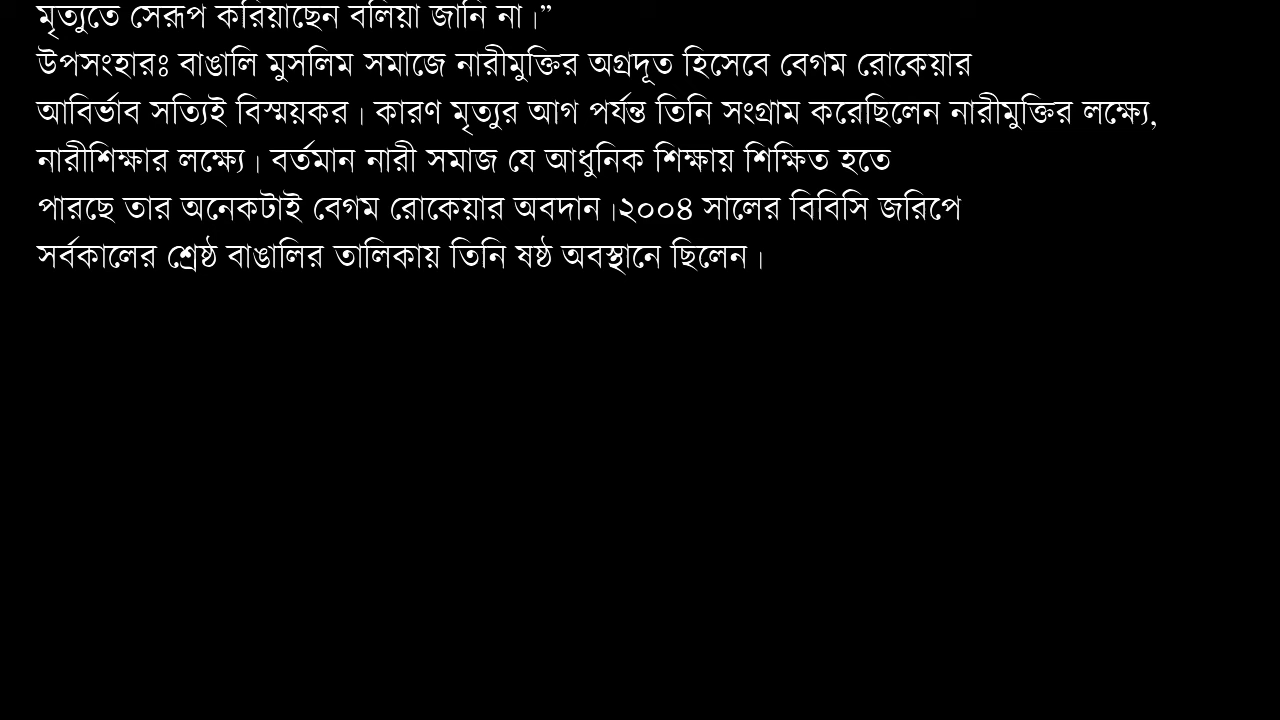 মৃত্যুতে সেরূপ করিয়াছেন বলিয়া জানি না।”
উপসংহারঃ বাঙালি মুসলিম সমাজে নারীমুক্তির অগ্রদূত হিসেবে বেগম রোকেয়ার
আবির্ভাব সত্যিই বিস্ময়কর। কারণ মৃত্যুর আগ পর্যন্ত তিনি সংগ্রাম করেছিলেন নারীমুক্তির লক্ষ্যে,
নারীশিক্ষার লক্ষ্যে। বর্তমান নারী সমাজ যে আধুনিক শিক্ষায় শিক্ষিত হতে
পারছে তার অনেকটাই বেগম রোকেয়ার অবদান।২০০৪ সালের বিবিসি জরিপে
সর্বকালের শ্রেষ্ঠ বাঙালির তালিকায় তিনি ষষ্ঠ অবস্থানে ছিলেন।